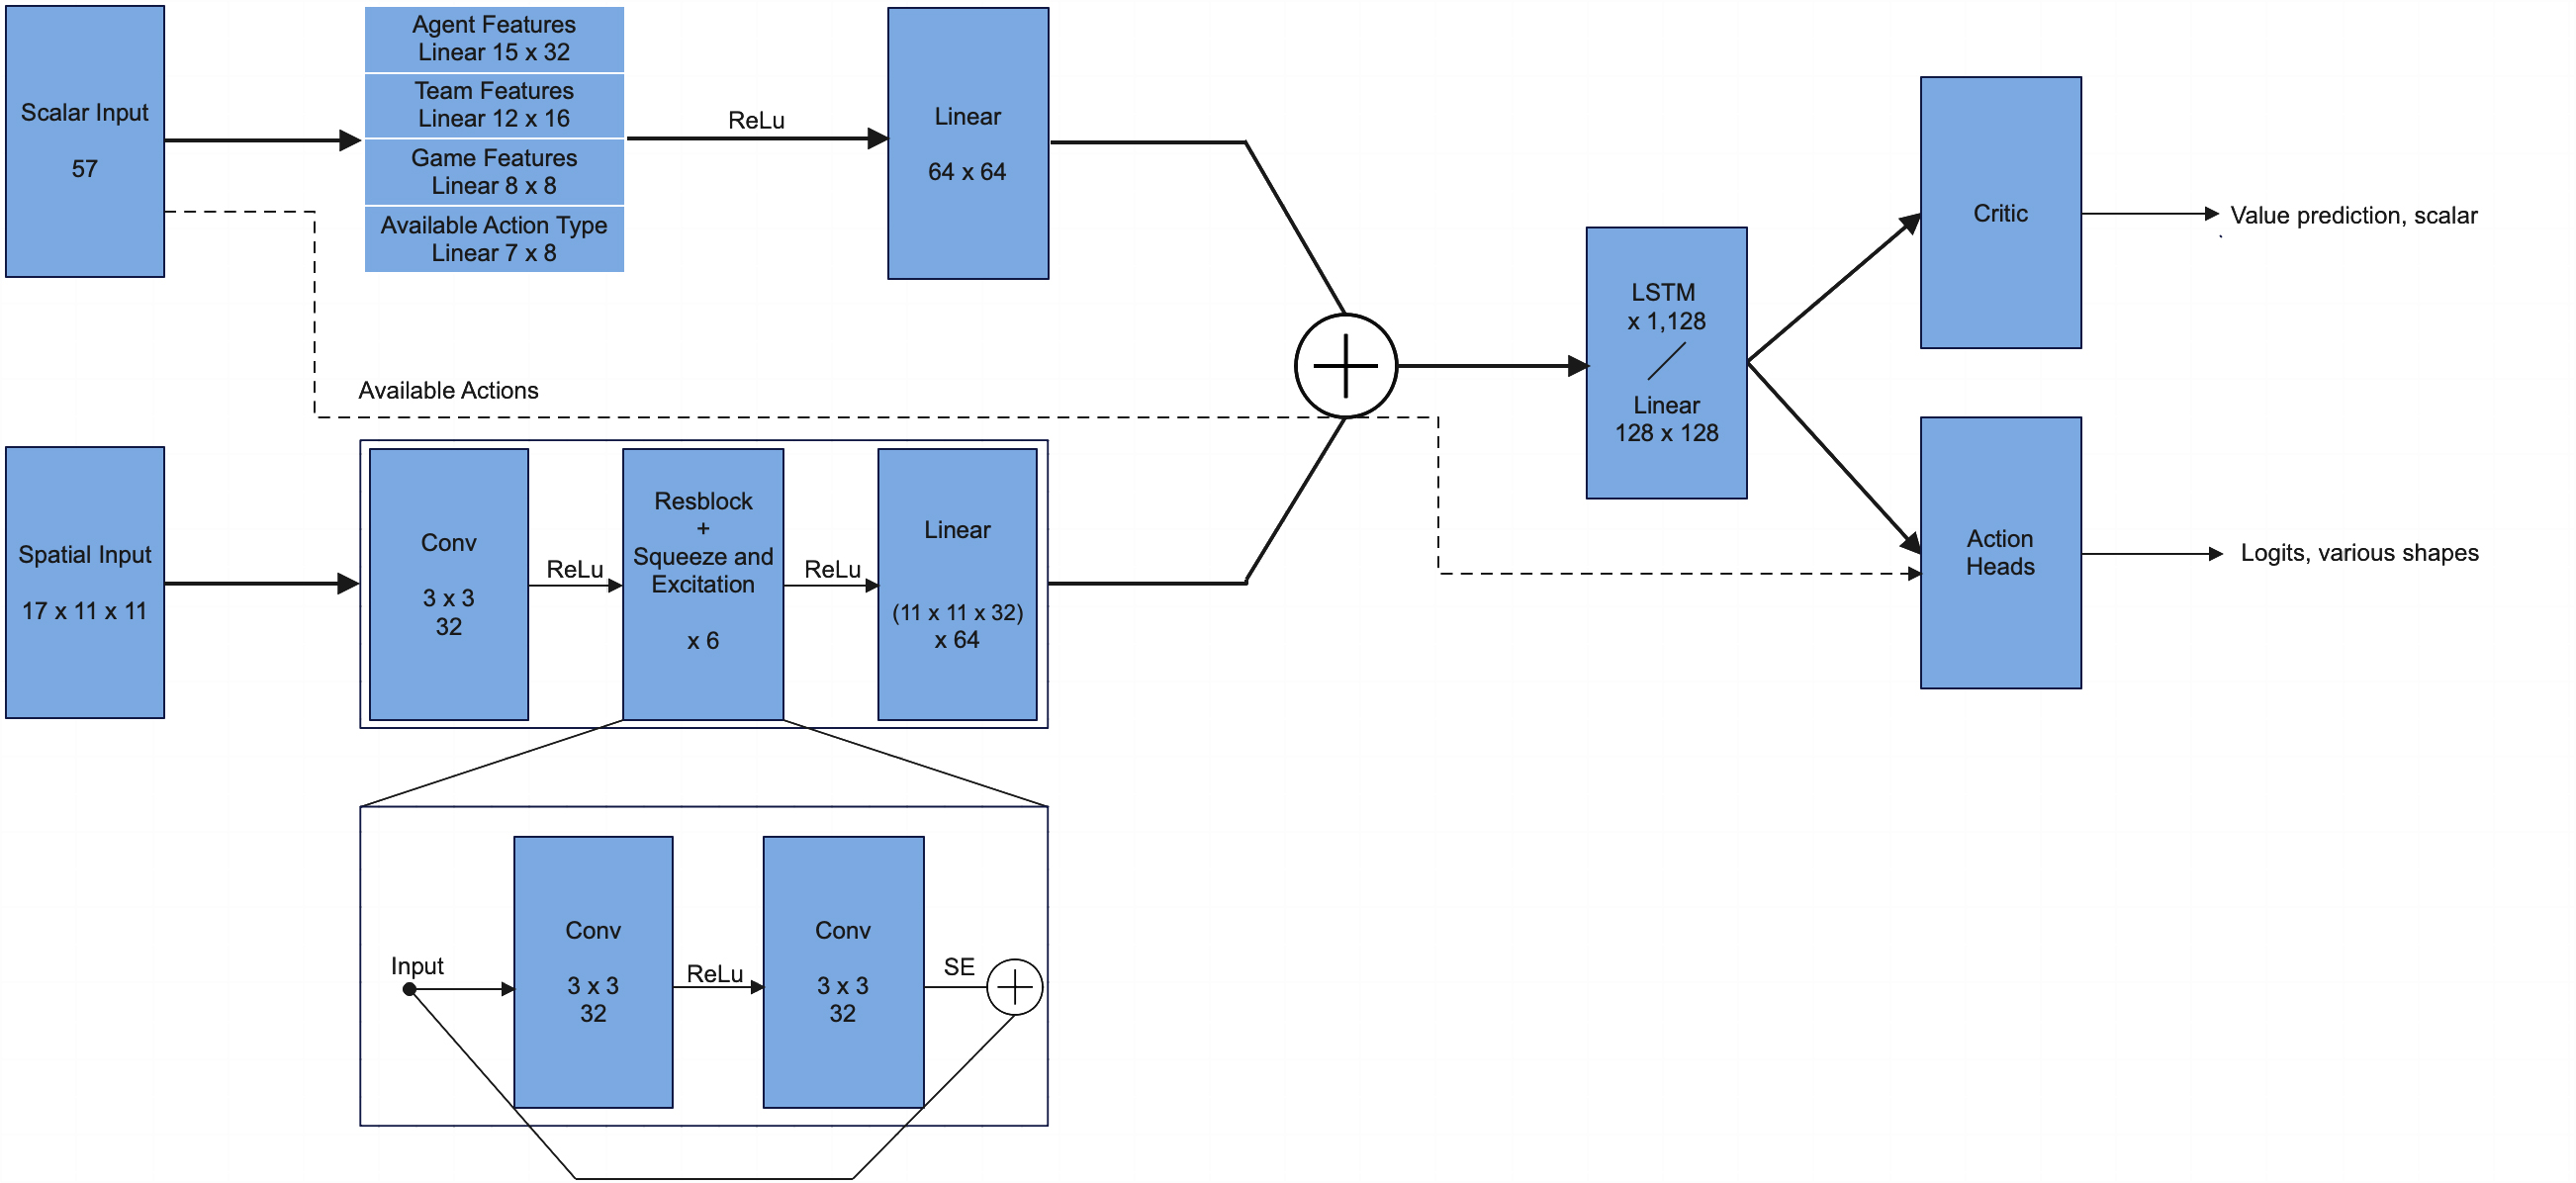 Scalar Input
57
Agent Features
Linear 15 x 32
Team Features
Linear 12 x 16
Game Features
Linear 8 x 8
Available Action Type
Linear 7 x 8
ReLu
Linear
64 x 64
Available Actions
Spatial Input
17 x 11 x 11
Conv
3 x 3
32
ReLu
Resblock
+
Squeeze and
Excitation
x 6
ReLu
Linear
(11 x 11 x 32)
x 64
LSTM
x 1,128
Linear
128 x 128
Critic
Value prediction, scalar
Action
Heads
Logits, various shapes
Input
Conv
3 x 3
32
ReLu
Conv
3 x 3
32
SE